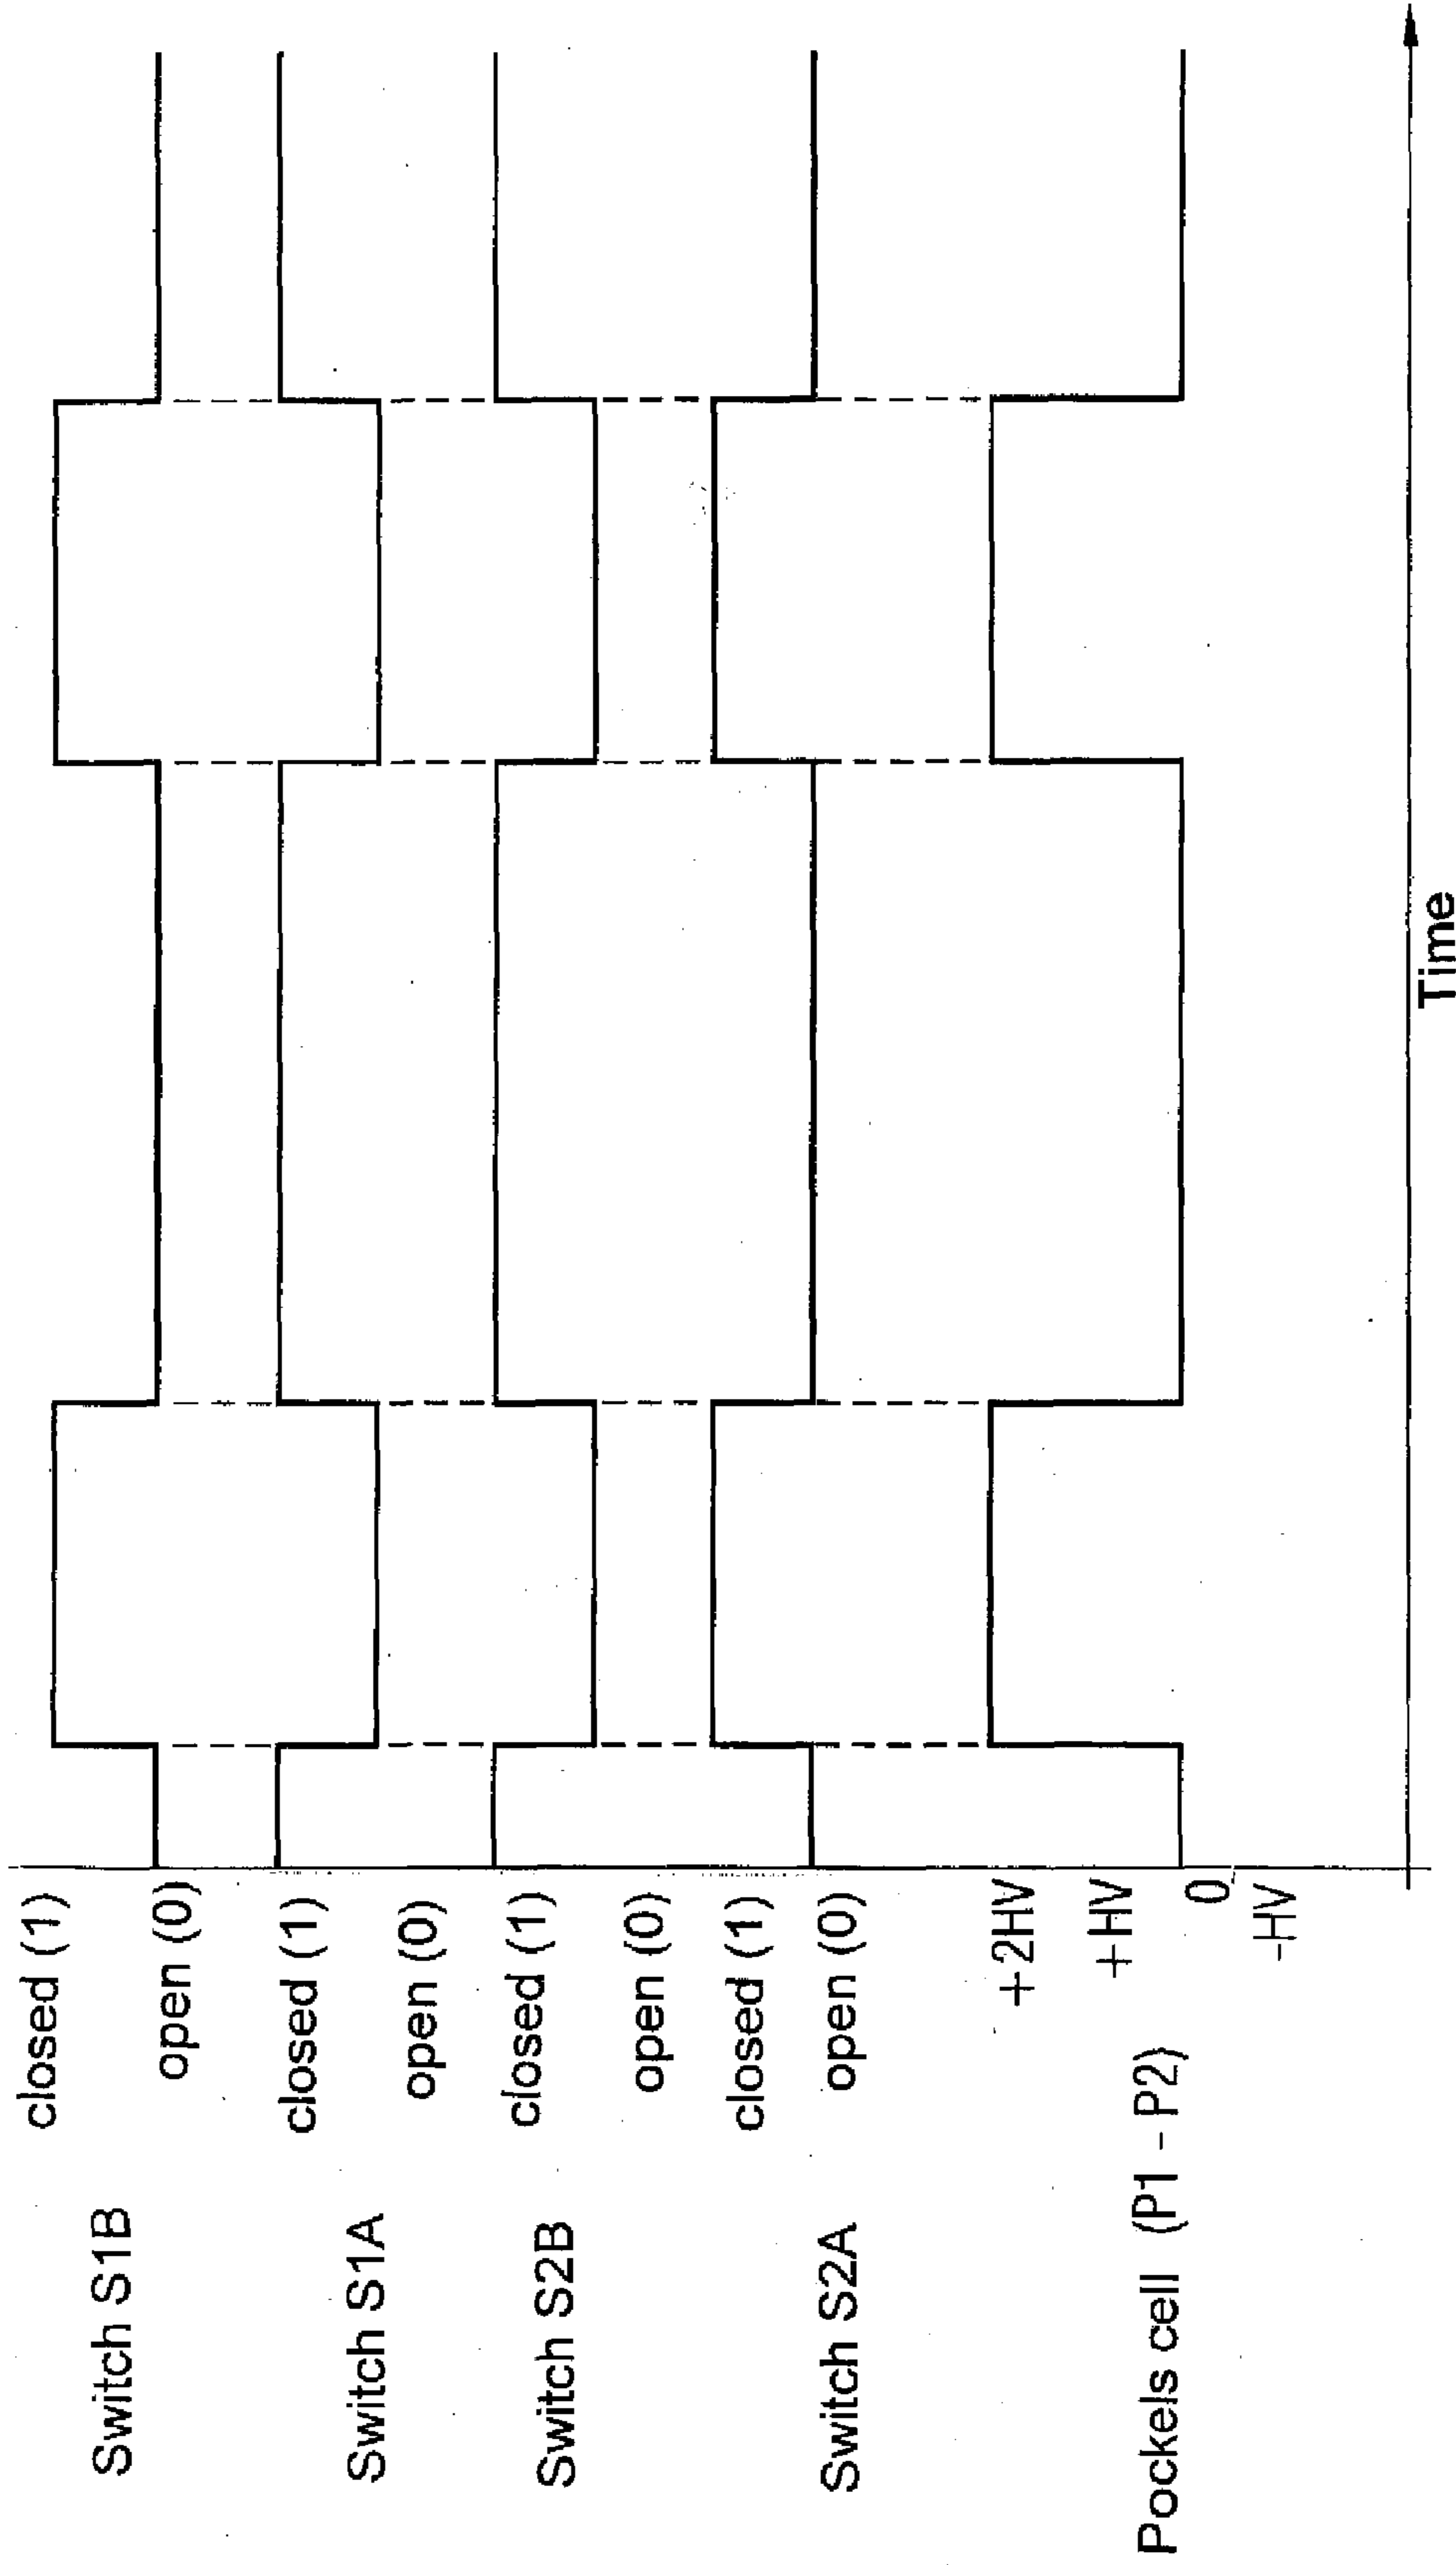 Switch S1B
closed (1)
open (0)
Switch S1A
closed (1)
open (0)
Switch S2B
closed (1)
open (0)
Switch S2A
closed (1)
open (0)
Pockels cell (P1 - P2)
+2HV
+HV
0
-HV
Time